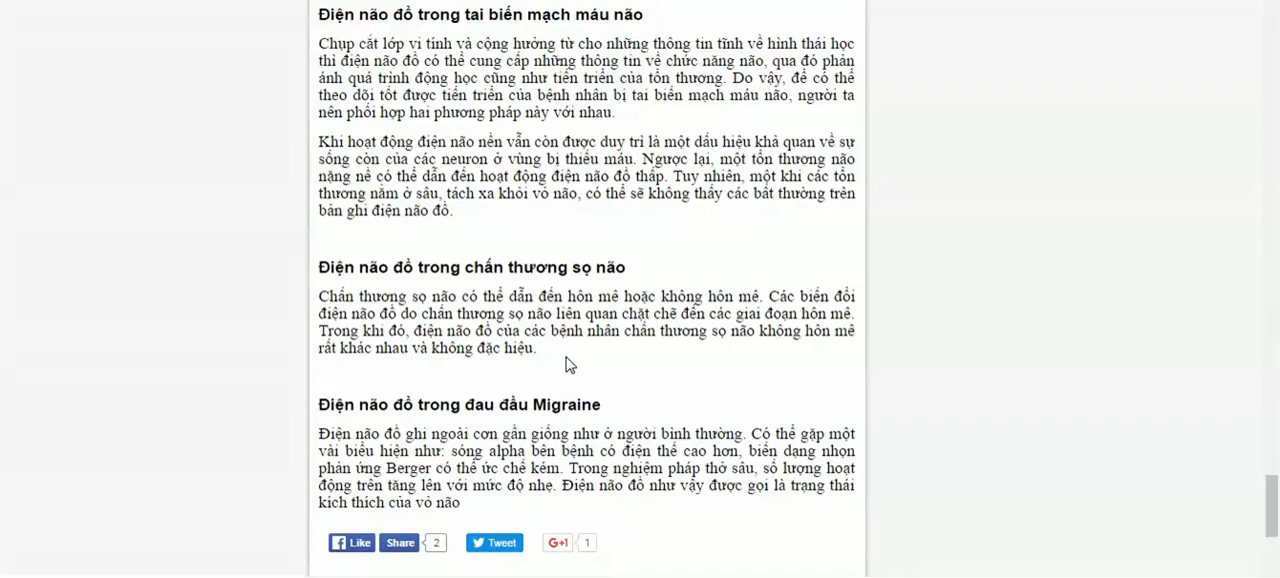 Điện não đồ trong tai biến mạch máu não
Chụp cắt lớp vi tính và cộng hưởng từ cho những thông tin tĩnh về hình thái học
thì điện não đồ có thể cung cấp những thông tin về chức năng não, qua đó phản
ánh quá trình động học cũng như tiến triển của tổn thương. Do vậy, để có thể
theo dõi tốt được tiến triển của bệnh nhân bị tai biến mạch máu não, người ta
nên phối hợp hai phương pháp này với nhau.
Khi hoạt động điện não nền vẫn còn được duy trì là một dấu hiệu khả quan về sự
sống còn của các neuron ở vùng bị thiếu máu. Ngược lại, một tổn thương não
nặng nề có thể dẫn đến hoạt động điện não đồ thấp. Tuy nhiên, một khi các tổn
thương nằm ở sâu, tách xa khỏi vỏ não, có thể sẽ không thấy các bất thường trên
bản ghi điện não đồ.
Điện não đồ trong chấn thương sọ não
Chấn thương sọ não có thể dẫn đến hôn mê hoặc không hôn mê. Các biến đổi
điện não đồ do chấn thương sọ não liên quan chặt chẽ đến các giai đoạn hôn mê.
Trong khi đó, điện não đồ của các bệnh nhân chấn thương sọ não không hôn mê
rất khác nhau và không đặc hiệu.
Điện não đồ trong đau đầu Migraine
Điện não đồ ghi ngoài cơn gần giống như ở người bình thường. Có thể gặp một
vài biểu hiện như: sóng alpha bên bệnh có điện thế cao hơn, biến dạng nhọn
phản ứng Berger có thể ức chế kém. Trong nghiệm pháp thở sâu, số lượng hoạt
động trên tăng lên với mức độ nhẹ. Điện não đồ như vậy được gọi là trạng thái
kích thích của vỏ não
Like Share 2 Tweet G+1 1